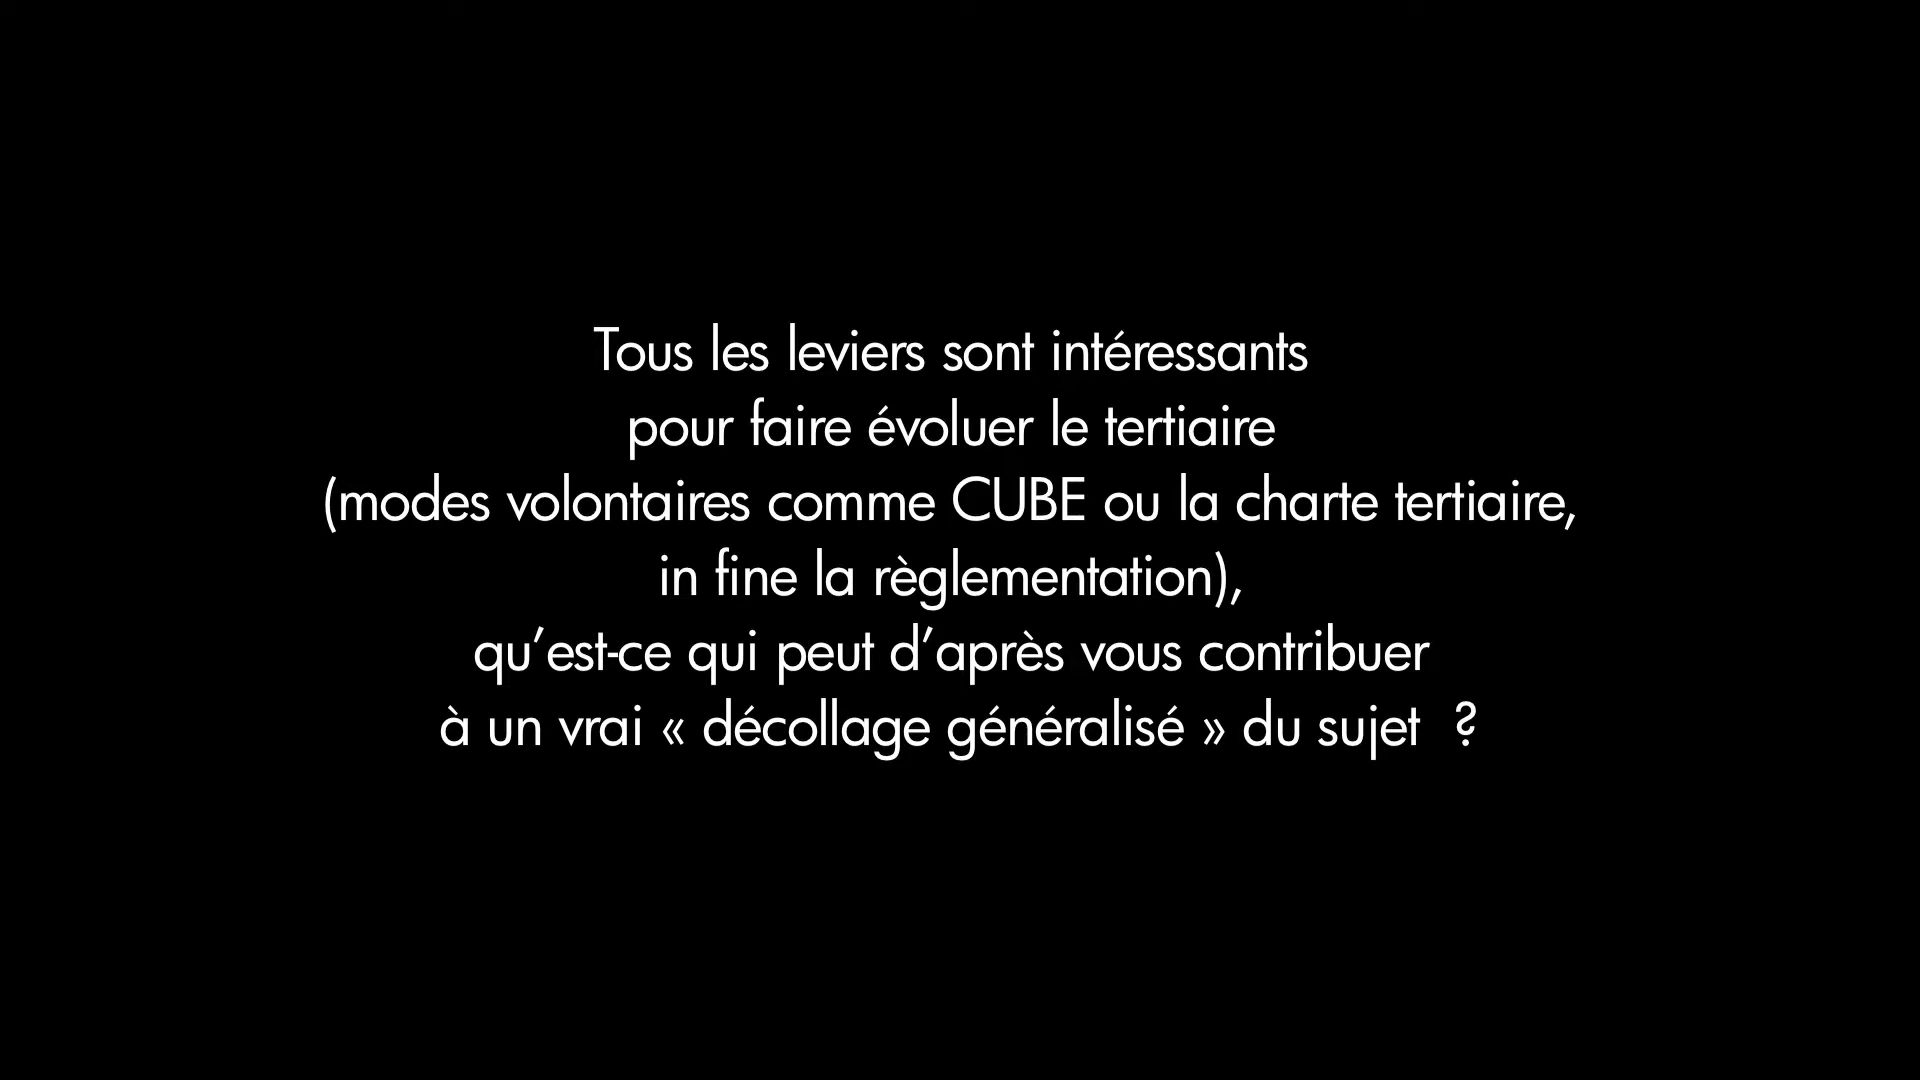 Tous les leviers sont intéressants
pour faire évoluer le tertiaire
(modes volontaires comme CUBE ou la charte tertiaire,
in fine la règlementation),
qu’est-ce qui peut d’après vous contribuer
à un vrai « décollage généralisé » du sujet  ?